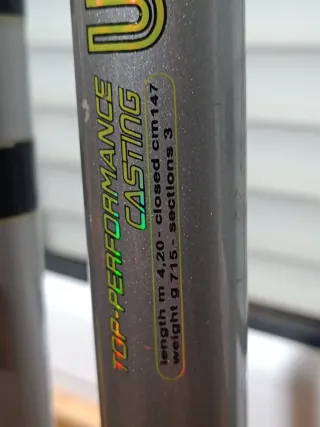 TOP-PERFORMANCE
CASTING
length m 4,20 - closed cm147
weight g 715 - sections 3